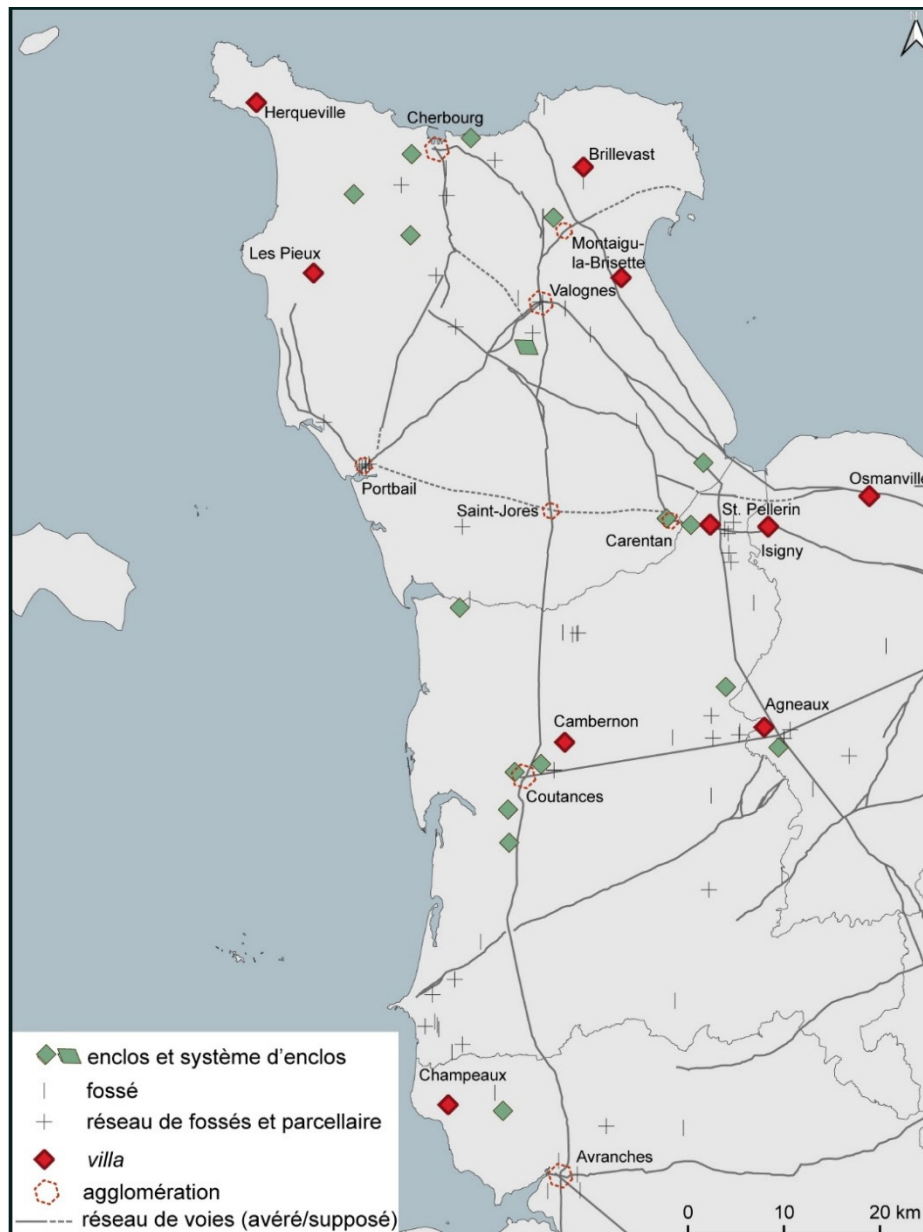 Herqueville
Cherbourg
Brillevast
Montaigu-
la-Brisette
Les Pieux
Valognes
Portbail
Saint-Jores
Osmanville
St. Pellerin
Carentan
Isigny
Agneaux
Cambernon
Coutances
Champeaux
Avranches
enclos et système d'enclos
fossé
réseau de fossés et parcellaire
villa
agglomération
réseau de voies (avéré/supposé)
0 10 20 km